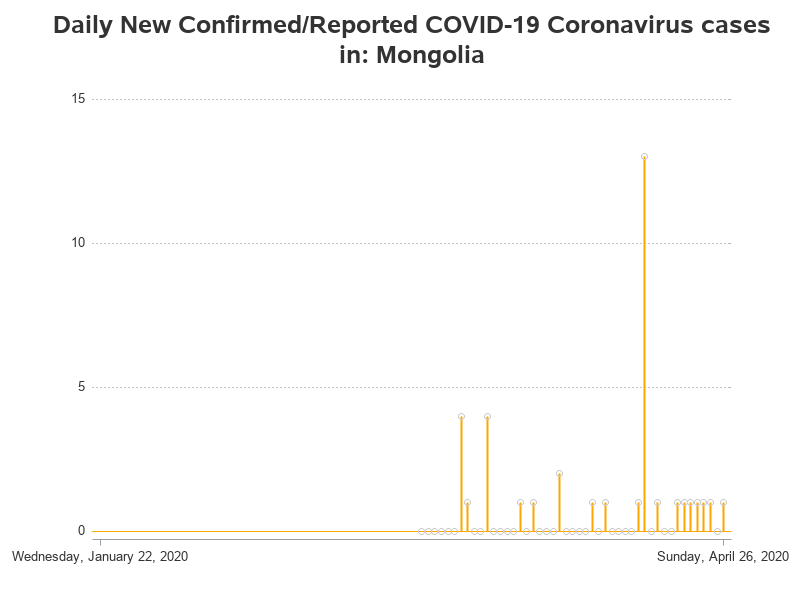 Daily New Confirmed/Reported COVID-19 Coronavirus cases
in: Mongolia
15
10
5
0
Wednesday, January 22, 2020
Sunday, April 26, 2020